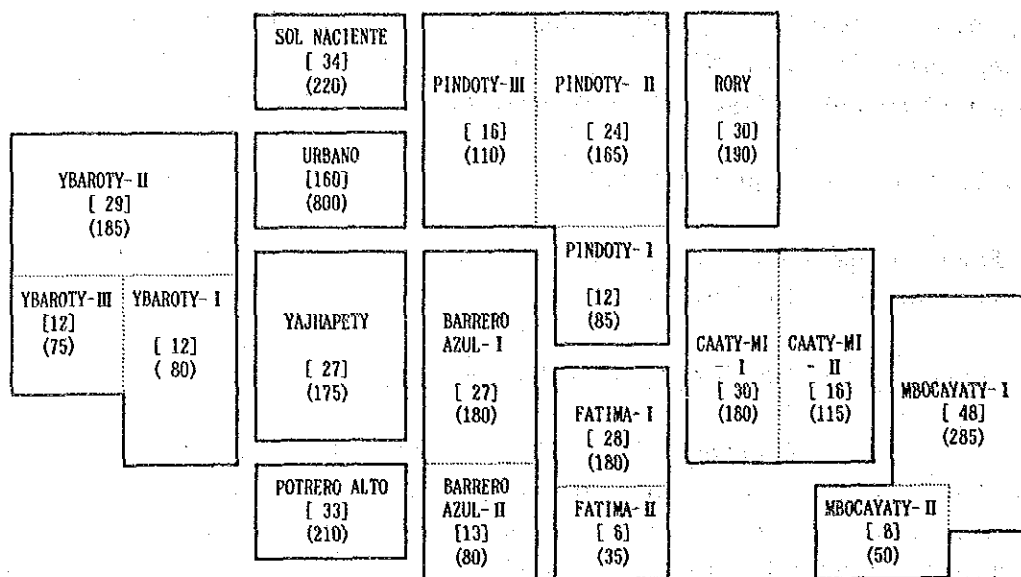 SOL NACIENTE
[ 34]
(220)
PINDOTY-III
[ 16]
(110)
PINDOTY- II
[ 24]
(165)
RORY
[ 30]
(190)
URBANO
[160]
(800)
YBAROTY-II
[ 29]
(185)
PINDOTY- I
[12]
(85)
YBAROTY-III
[12]
(75)
YBAROTY- I
[ 12]
( 80)
YAJHAPETY
[ 27]
(175)
BARRERO
AZUL-I
[ 27]
(180)
CAATY-MI
- I
[ 30]
(180)
CAATY-MI
- II
[ 16]
(115)
MBOCAYATY-I
[ 48]
(285)
FATIMA-I
[ 28]
(180)
POTRERO ALTO
[ 33]
(210)
BARRERO
AZUL-II
[13]
(80)
FATIMA-II
[ 6]
(35)
MBOCAYATY-II
[ 8]
(50)